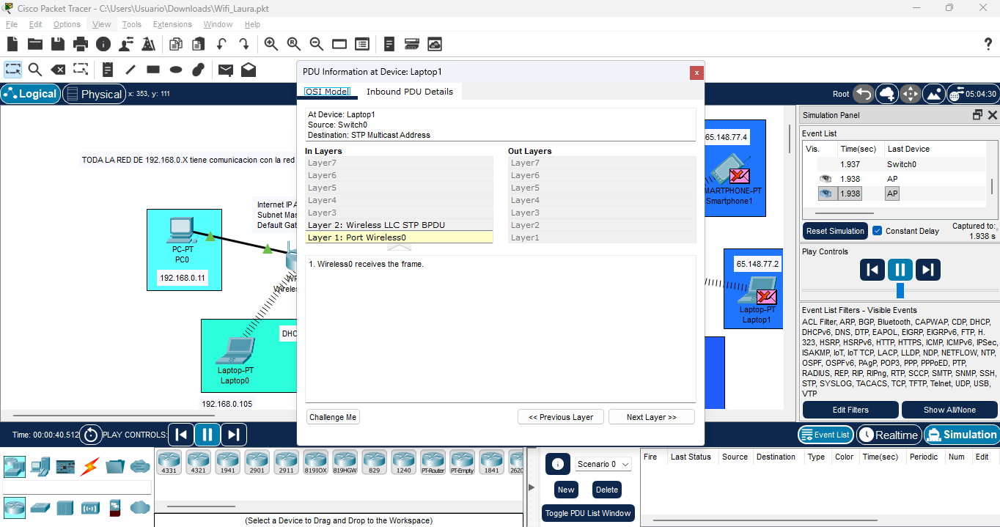 Cisco Packet Tracer - C:\Users\Usuario\Downloads\Wifi_Laura.pkt
File Edit Options View Tools Extensions Window Help
Logical Physical x: 353, y: 111
Root 05:04:30
PDU Information at Device: Laptop1
OSI Model Inbound PDU Details
At Device: Laptop1
Source: Switch0
Destination: STP Multicast Address
In Layers Out Layers
Layer7 Layer7
Layer6 Layer6
Layer5 Layer5
Layer4 Layer4
Layer3 Layer3
Layer 2: Wireless LLC STP BPDU Layer2
Layer 1: Port Wireless0 Layer1
1. Wireless0 receives the frame.
Challenge Me << Previous Layer Next Layer >>
TODA LA RED DE 192.168.0.X tiene comunicacion con la red
Internet IP A
Subnet Mas
Default Gat
PC-PT
PC0
192.168.0.11
WR
Wireles
DHC
Laptop-PT
Laptop0
192.168.0.105
65.148.77.4
MARTPHONE-PT
Smartphone1
65.148.77.2
Laptop-PT
Laptop1
Simulation Panel
Event List
Vis. Time(sec) Last Device
1.937 Switch0
1.938 AP
1.938 AP
Reset Simulation Constant Delay Captured to:
1.938 s
Play Controls
Event List Filters - Visible Events
ACL Filter, ARP, BGP, Bluetooth, CAPWAP, CDP, DHCP,
DHCPv6, DNS, DTP, EAPOL, EIGRP, EIGRPv6, FTP, H.
323, HSRP, HSRPv6, HTTP, HTTPS, ICMP, ICMPv6, IPSec,
ISAKMP, IoT, IoT TCP, LACP, LLDP, NDP, NETFLOW, NTP,
OSPF, OSPFv6, PAgP, POP3, PPP, PPPoED, PTP,
RADIUS, REP, RIP, RIPng, RTP, SCCP, SMTP, SNMP, SSH,
STP, SYSLOG, TACACS, TCP, TFTP, Telnet, UDP, USB,
VTP
Edit Filters Show All/None
Time: 00:00:40.512 PLAY CONTROLS:
Event List Realtime Simulation
4331 4321 1941 2901 2911 819IOX 819HGW 829 1240 PT-Router PT-Empty 1841 2620
(Select a Device to Drag and Drop to the Workspace)
Scenario 0
New Delete
Toggle PDU List Window
Fire Last Status Source Destination Type Color Time(sec) Periodic Num Edit